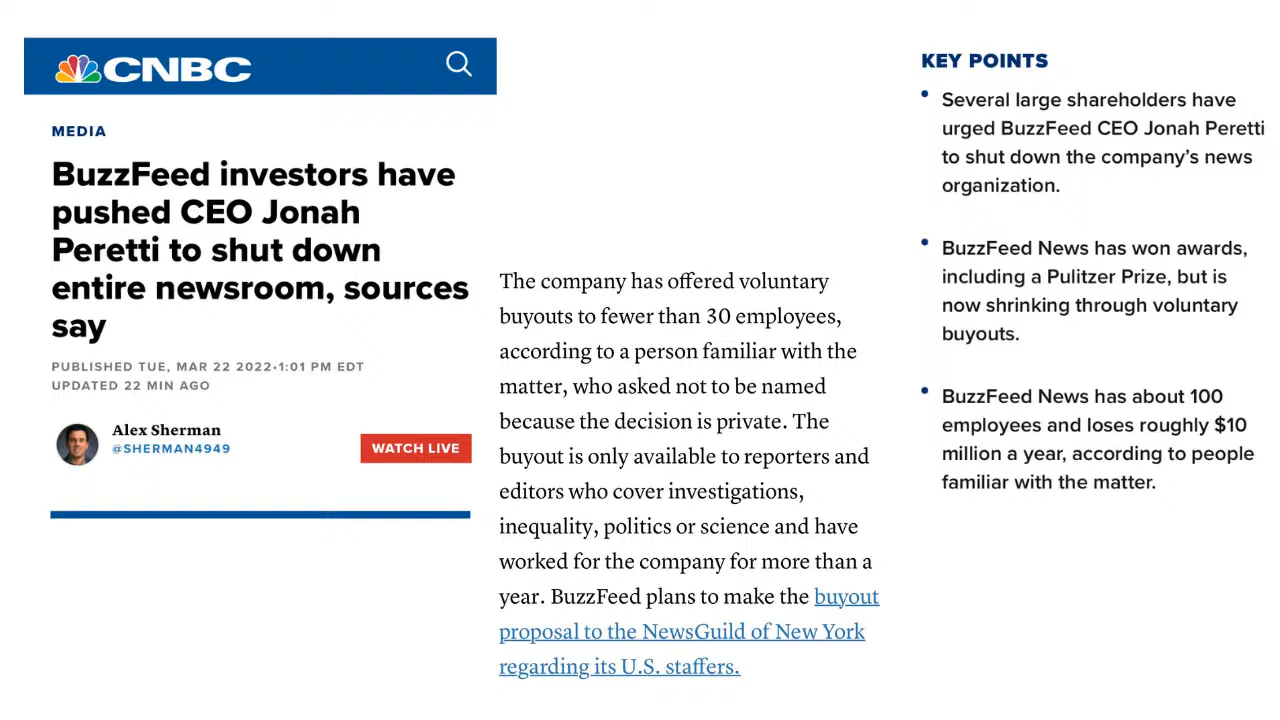 CNBC
MEDIA
BuzzFeed investors have
pushed CEO Jonah
Peretti to shut down
entire newsroom, sources
say
PUBLISHED TUE, MAR 22 2022•1:01 PM EDT
UPDATED 22 MIN AGO
Alex Sherman
@SHERMAN4949
WATCH LIVE
The company has offered voluntary
buyouts to fewer than 30 employees,
according to a person familiar with the
matter, who asked not to be named
because the decision is private. The
buyout is only available to reporters and
editors who cover investigations,
inequality, politics or science and have
worked for the company for more than a
year. BuzzFeed plans to make the buyout
proposal to the NewsGuild of New York
regarding its U.S. staffers.
KEY POINTS
• Several large shareholders have
urged BuzzFeed CEO Jonah Peretti
to shut down the company’s news
organization.
• BuzzFeed News has won awards,
including a Pulitzer Prize, but is
now shrinking through voluntary
buyouts.
• BuzzFeed News has about 100
employees and loses roughly $10
million a year, according to people
familiar with the matter.